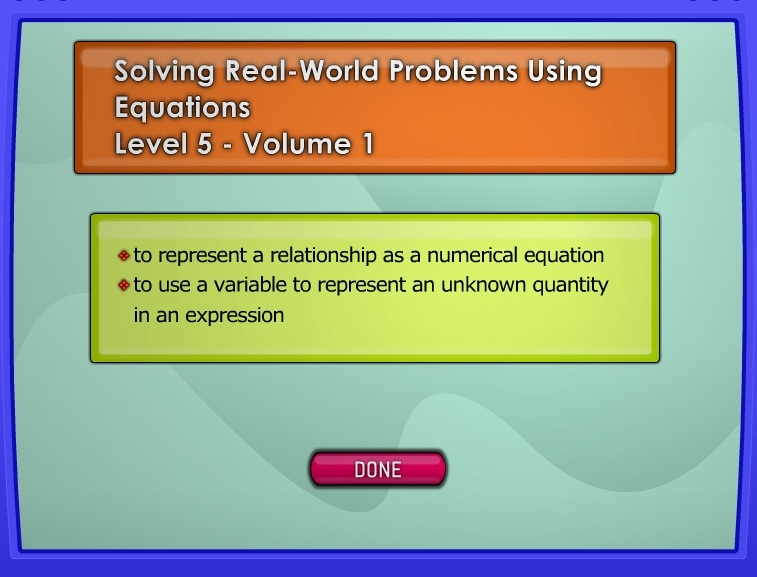 Solving Real-World Problems Using
Equations
Level 5 - Volume 1
to represent a relationship as a numerical equation
to use a variable to represent an unknown quantity
in an expression
DONE